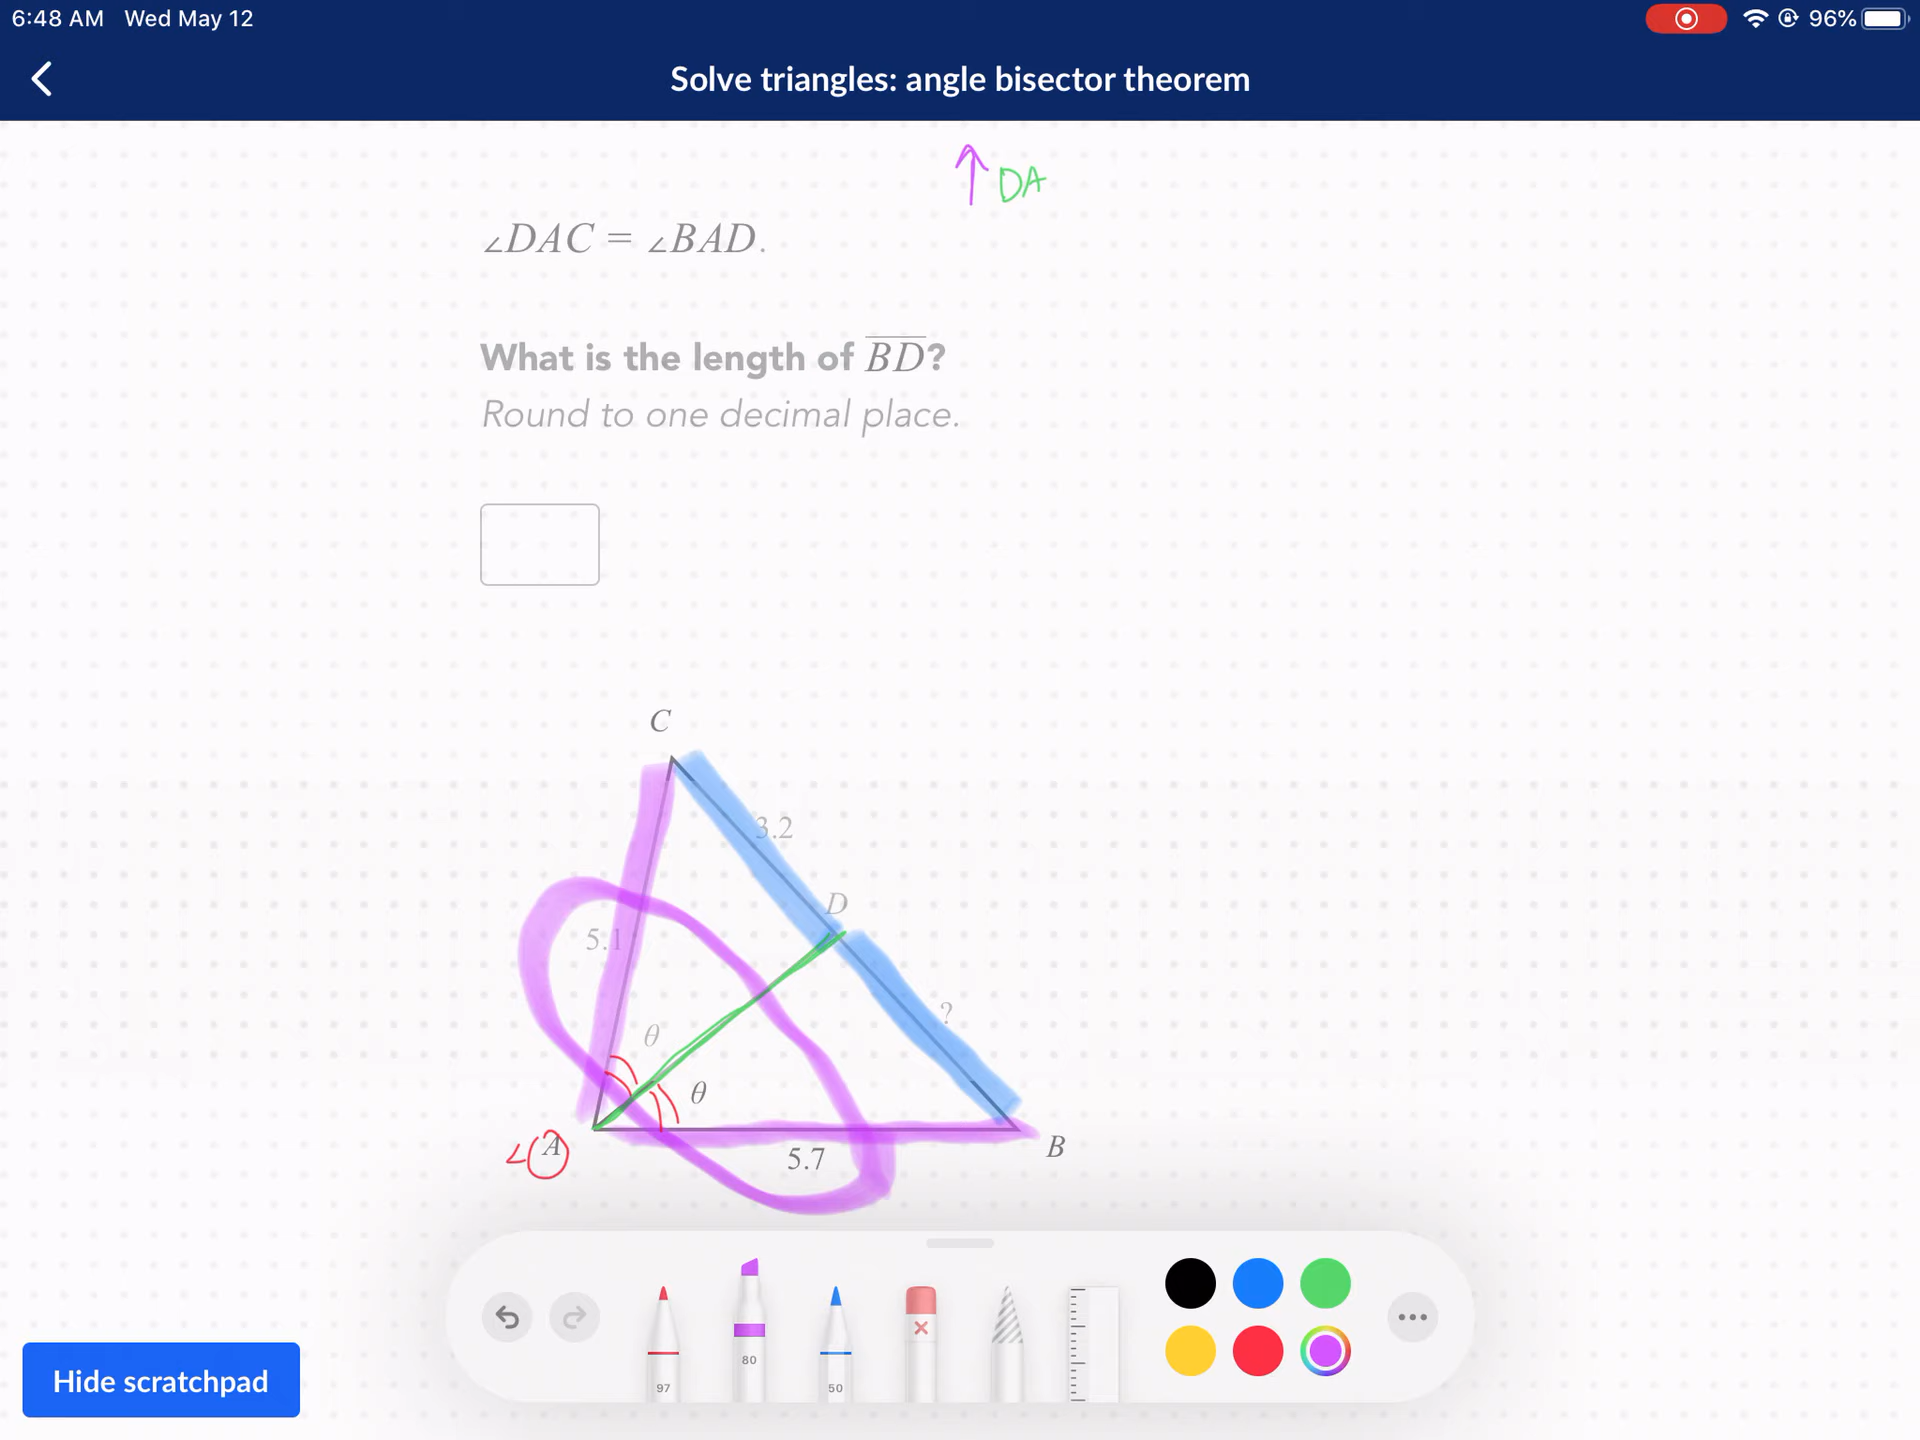 6:48 AM Wed May 12
96%
Solve triangles: angle bisector theorem
DA
∠DAC = ∠BAD.
What is the length of BD?
Round to one decimal place.
C
3.2
D
5.1
?
θ
θ
∠A
B
5.7
97
80
50
Hide scratchpad